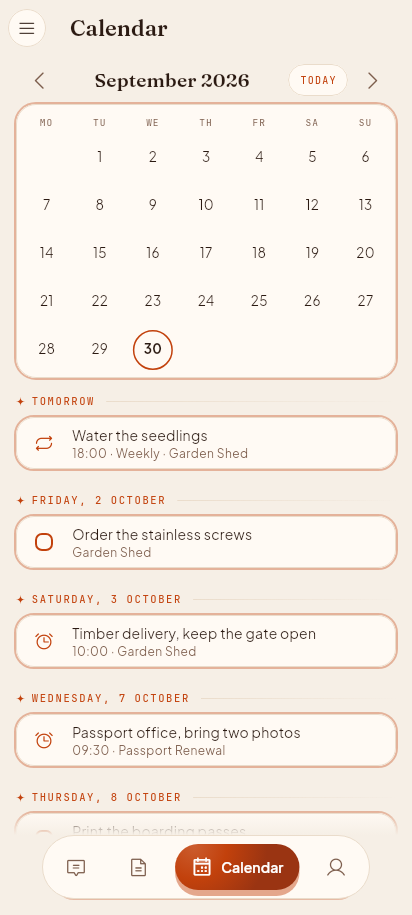 Calendar
September 2026
TODAY
MO TU WE TH FR SA SU
1 2 3 4 5 6
7 8 9 10 11 12 13
14 15 16 17 18 19 20
21 22 23 24 25 26 27
28 29 30
TOMORROW
Water the seedlings
18:00 · Weekly · Garden Shed
FRIDAY, 2 OCTOBER
Order the stainless screws
Garden Shed
SATURDAY, 3 OCTOBER
Timber delivery, keep the gate open
10:00 · Garden Shed
WEDNESDAY, 7 OCTOBER
Passport office, bring two photos
09:30 · Passport Renewal
THURSDAY, 8 OCTOBER
Print the boarding passes
Calendar